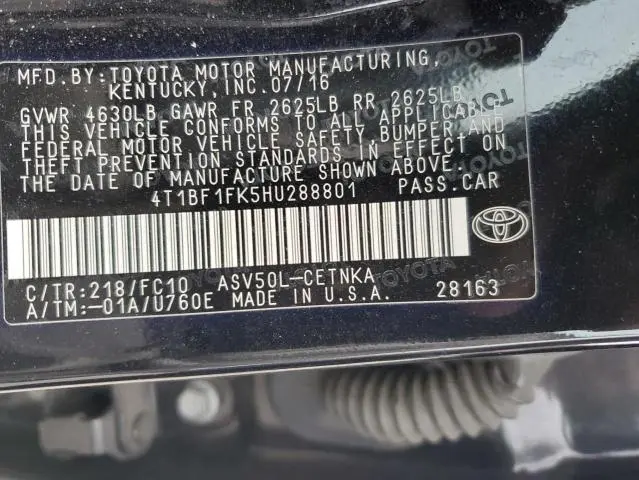 MFD.BY:TOYOTA MOTOR MANUFACTURING,
KENTUCKY,INC.07/16
GVWR 4630LB GAWR FR 2625LB RR 2625LB
THIS VEHICLE CONFORMS TO ALL APPLICABLE
FEDERAL MOTOR VEHICLE SAFETY,BUMPER,AND
THEFT PREVENTION STANDARDS IN EFFECT ON
THE DATE OF MANUFACTURE SHOWN ABOVE.
4T1BF1FK5HU288801 PASS.CAR
C/TR:218/FC10 ASV50L-CETNKA
A/TM:-01A/U760E MADE IN U.S.A. 28163